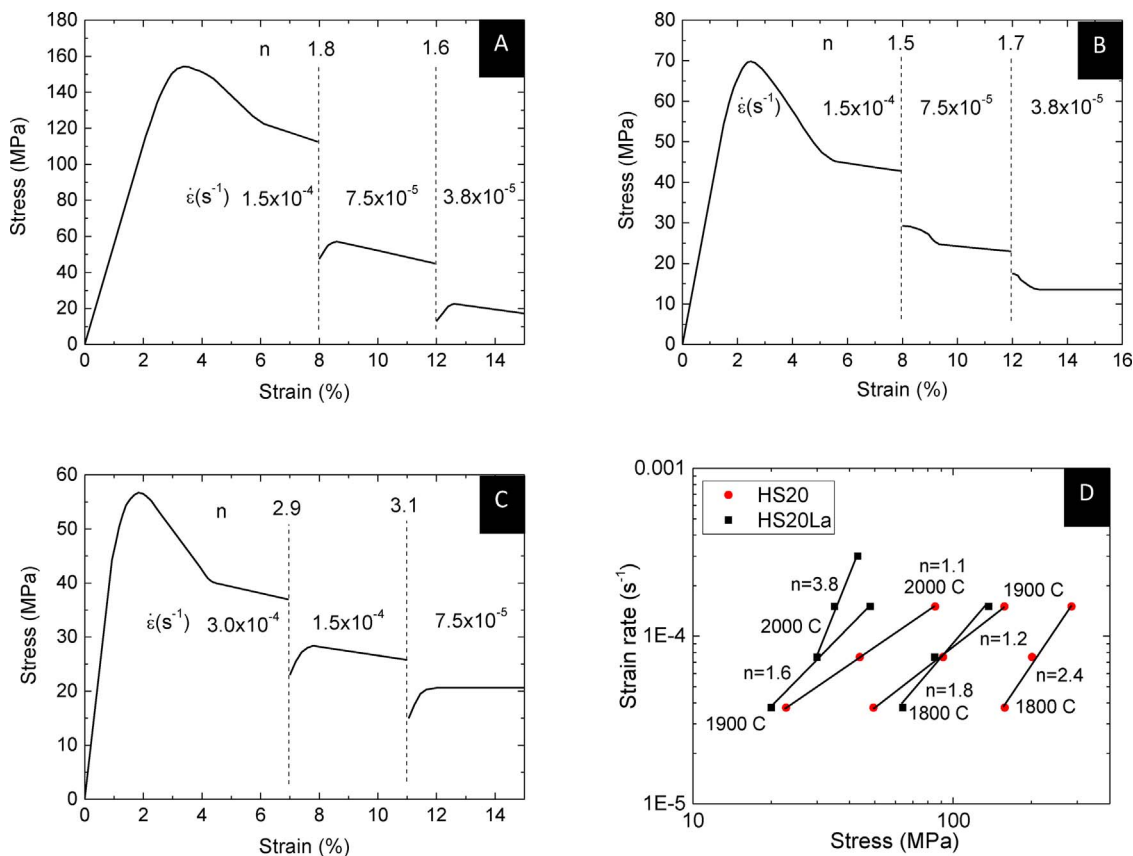 A
n 1.8 1.6
180
160
140
120
100
80
60
40
20
0
ε̇(s⁻¹) 1.5x10⁻⁴ 7.5x10⁻⁵ 3.8x10⁻⁵
0 2 4 6 8 10 12 14
Stress (MPa)
Strain (%)
B
n 1.5 1.7
80
70
60
50
40
30
20
10
0
ε̇(s⁻¹) 1.5x10⁻⁴ 7.5x10⁻⁵ 3.8x10⁻⁵
0 2 4 6 8 10 12 14 16
Stress (MPa)
Strain (%)
C
n 2.9 3.1
60
50
40
30
20
10
0
ε̇(s⁻¹) 3.0x10⁻⁴ 1.5x10⁻⁴ 7.5x10⁻⁵
0 2 4 6 8 10 12 14
Stress (MPa)
Strain (%)
D
HS20
HS20La
0.001
1E-4
1E-5
n=3.8
2000 C
n=1.1
2000 C
1900 C
n=1.2
n=1.6
1900 C
n=1.8
1800 C
n=2.4
1800 C
10 100
Strain rate (s⁻¹)
Stress (MPa)